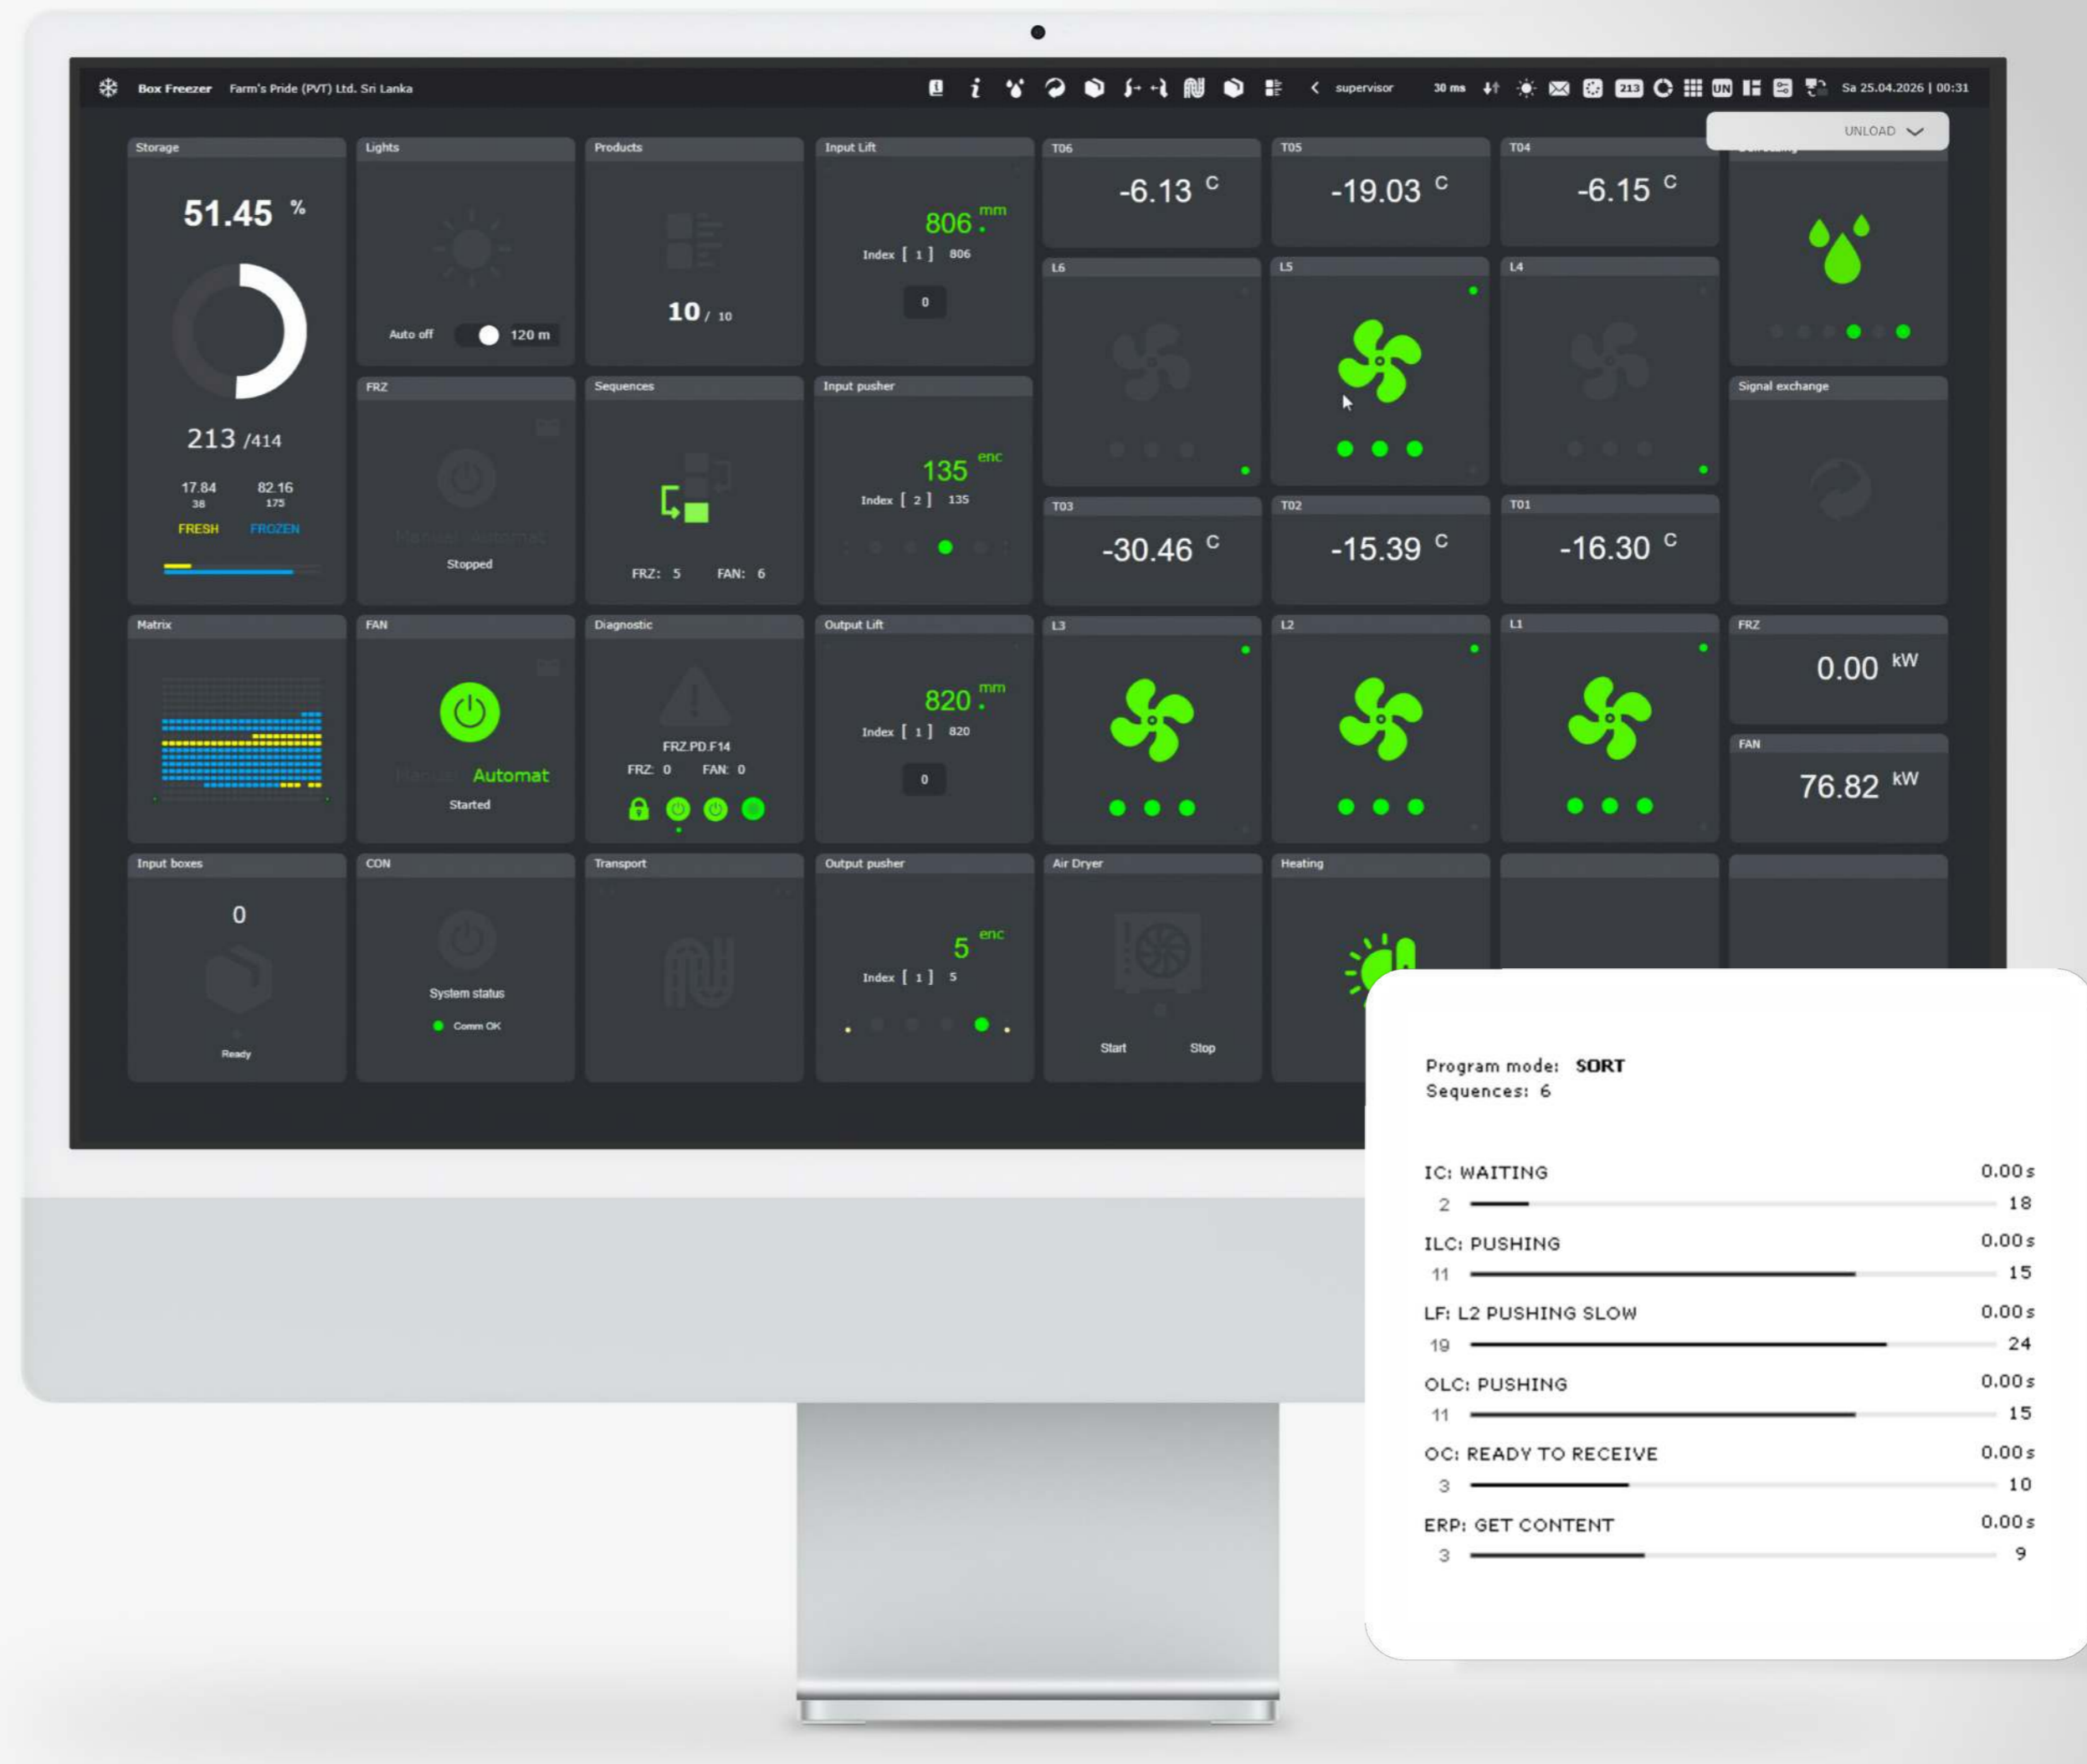 Box Freezer Farm's Pride (PVT) Ltd. Sri Lanka
supervisor 30 ms 213 UN Sa 25.04.2026 | 00:31
UNLOAD
Storage
51.45 %
213 /414
17.84 82.16
38 175
FRESH FROZEN
Lights
Auto off 120 m
Products
10 / 10
Input Lift
806. mm
Index [ 1 ] 806
0
T06
-6.13 C
T05
-19.03 C
T04
-6.15 C
L6
L5
L4
FRZ
Manual Automat
Stopped
Sequences
FRZ: 5 FAN: 6
Input pusher
135 enc
Index [ 2 ] 135
Signal exchange
T03
-30.46 C
T02
-15.39 C
T01
-16.30 C
Matrix
FAN
Manual Automat
Started
Diagnostic
FRZ.PD.F14
FRZ: 0 FAN: 0
Output Lift
820. mm
Index [ 1 ] 820
0
L3
L2
L1
FRZ
0.00 kW
FAN
76.82 kW
Input boxes
0
Ready
CON
System status
Comm OK
Transport
Output pusher
5 enc
Index [ 1 ] 5
Air Dryer
Start Stop
Heating
Program mode: SORT
Sequences: 6
IC: WAITING 0.00s
2 18
ILC: PUSHING 0.00s
11 15
LF: L2 PUSHING SLOW 0.00s
19 24
OLC: PUSHING 0.00s
11 15
OC: READY TO RECEIVE 0.00s
3 10
ERP: GET CONTENT 0.00s
3 9